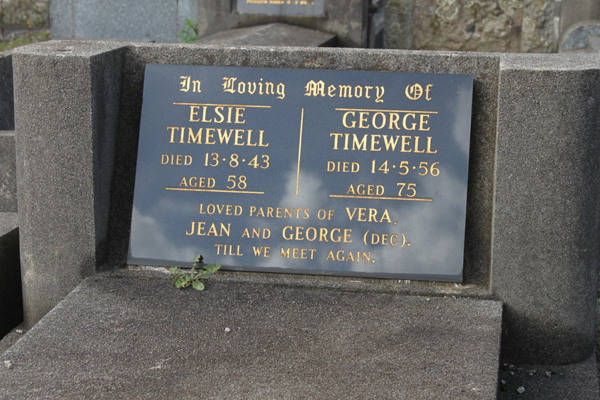 In Loving Memory Of
ELSIE
TIMEWELL
DIED 13·8·43
AGED 58
GEORGE
TIMEWELL
DIED 14·5·56
AGED 75
LOVED PARENTS OF VERA,
JEAN AND GEORGE (DEC).
TILL WE MEET AGAIN.